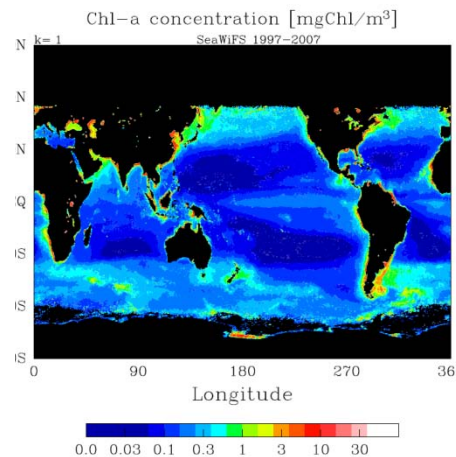 Chl-a concentration [mgChl/m³]
k= 1
SeaWiFS 1997-2007
N
N
N
Q
S
S
S
0 90 180 270 36
Longitude
0.0 0.03 0.1 0.3 1 3 10 30